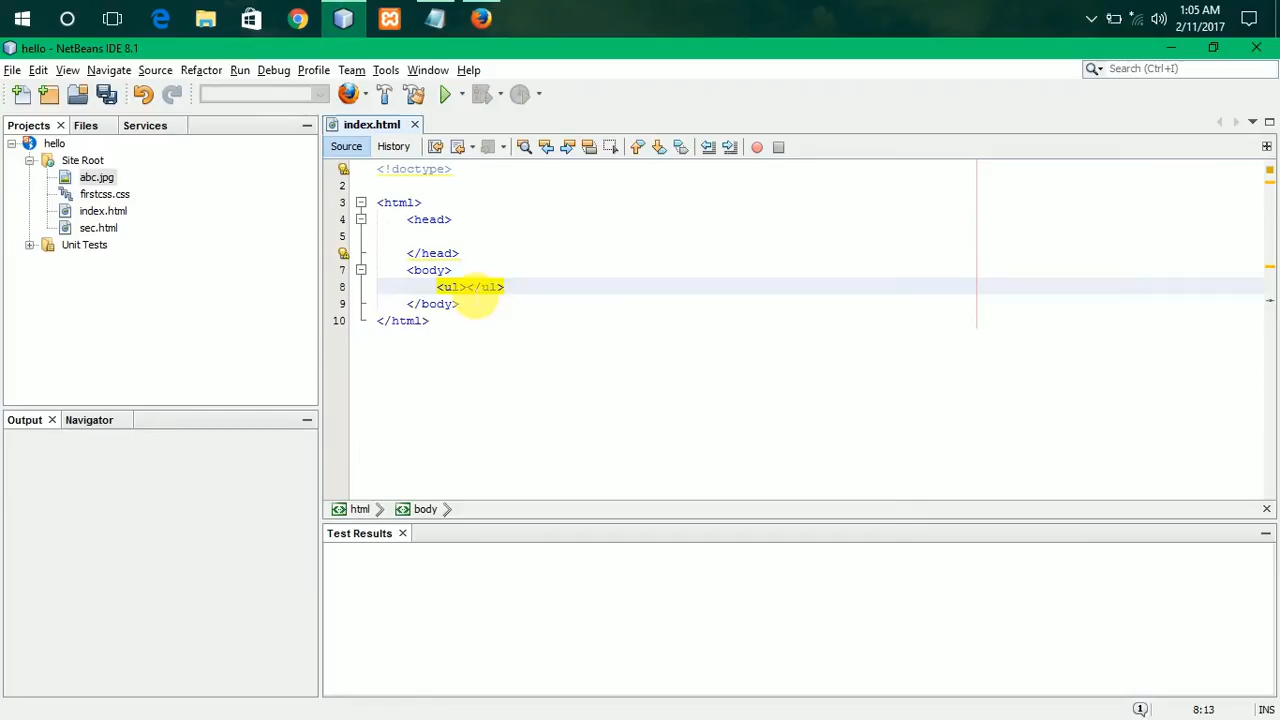 1:05 AM
2/11/2017
hello - NetBeans IDE 8.1
File Edit View Navigate Source Refactor Run Debug Profile Team Tools Window Help
Search (Ctrl+I)
Projects Files Services
index.html
hello
Source History
Site Root
abc.jpg
firstcss.css
index.html
sec.html
Unit Tests
<!doctype>
2
3 <html>
4 <head>
5
</head>
7 <body>
8 <ul></ul>
9 </body>
10 </html>
Output Navigator
html body
Test Results
8:13 INS